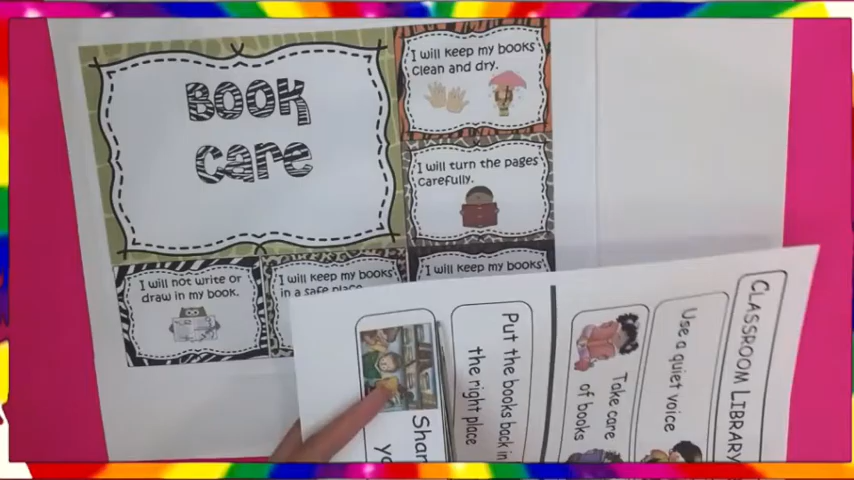 BOOK
Care
I will keep my books
clean and dry.
I will turn the pages
carefully.
I will not write or
draw in my book.
I will keep my books
in a safe place.
I will keep my books
CLASSROOM LIBRARY
Use a quiet voice
Take care
of books
Put the books back in
the right place